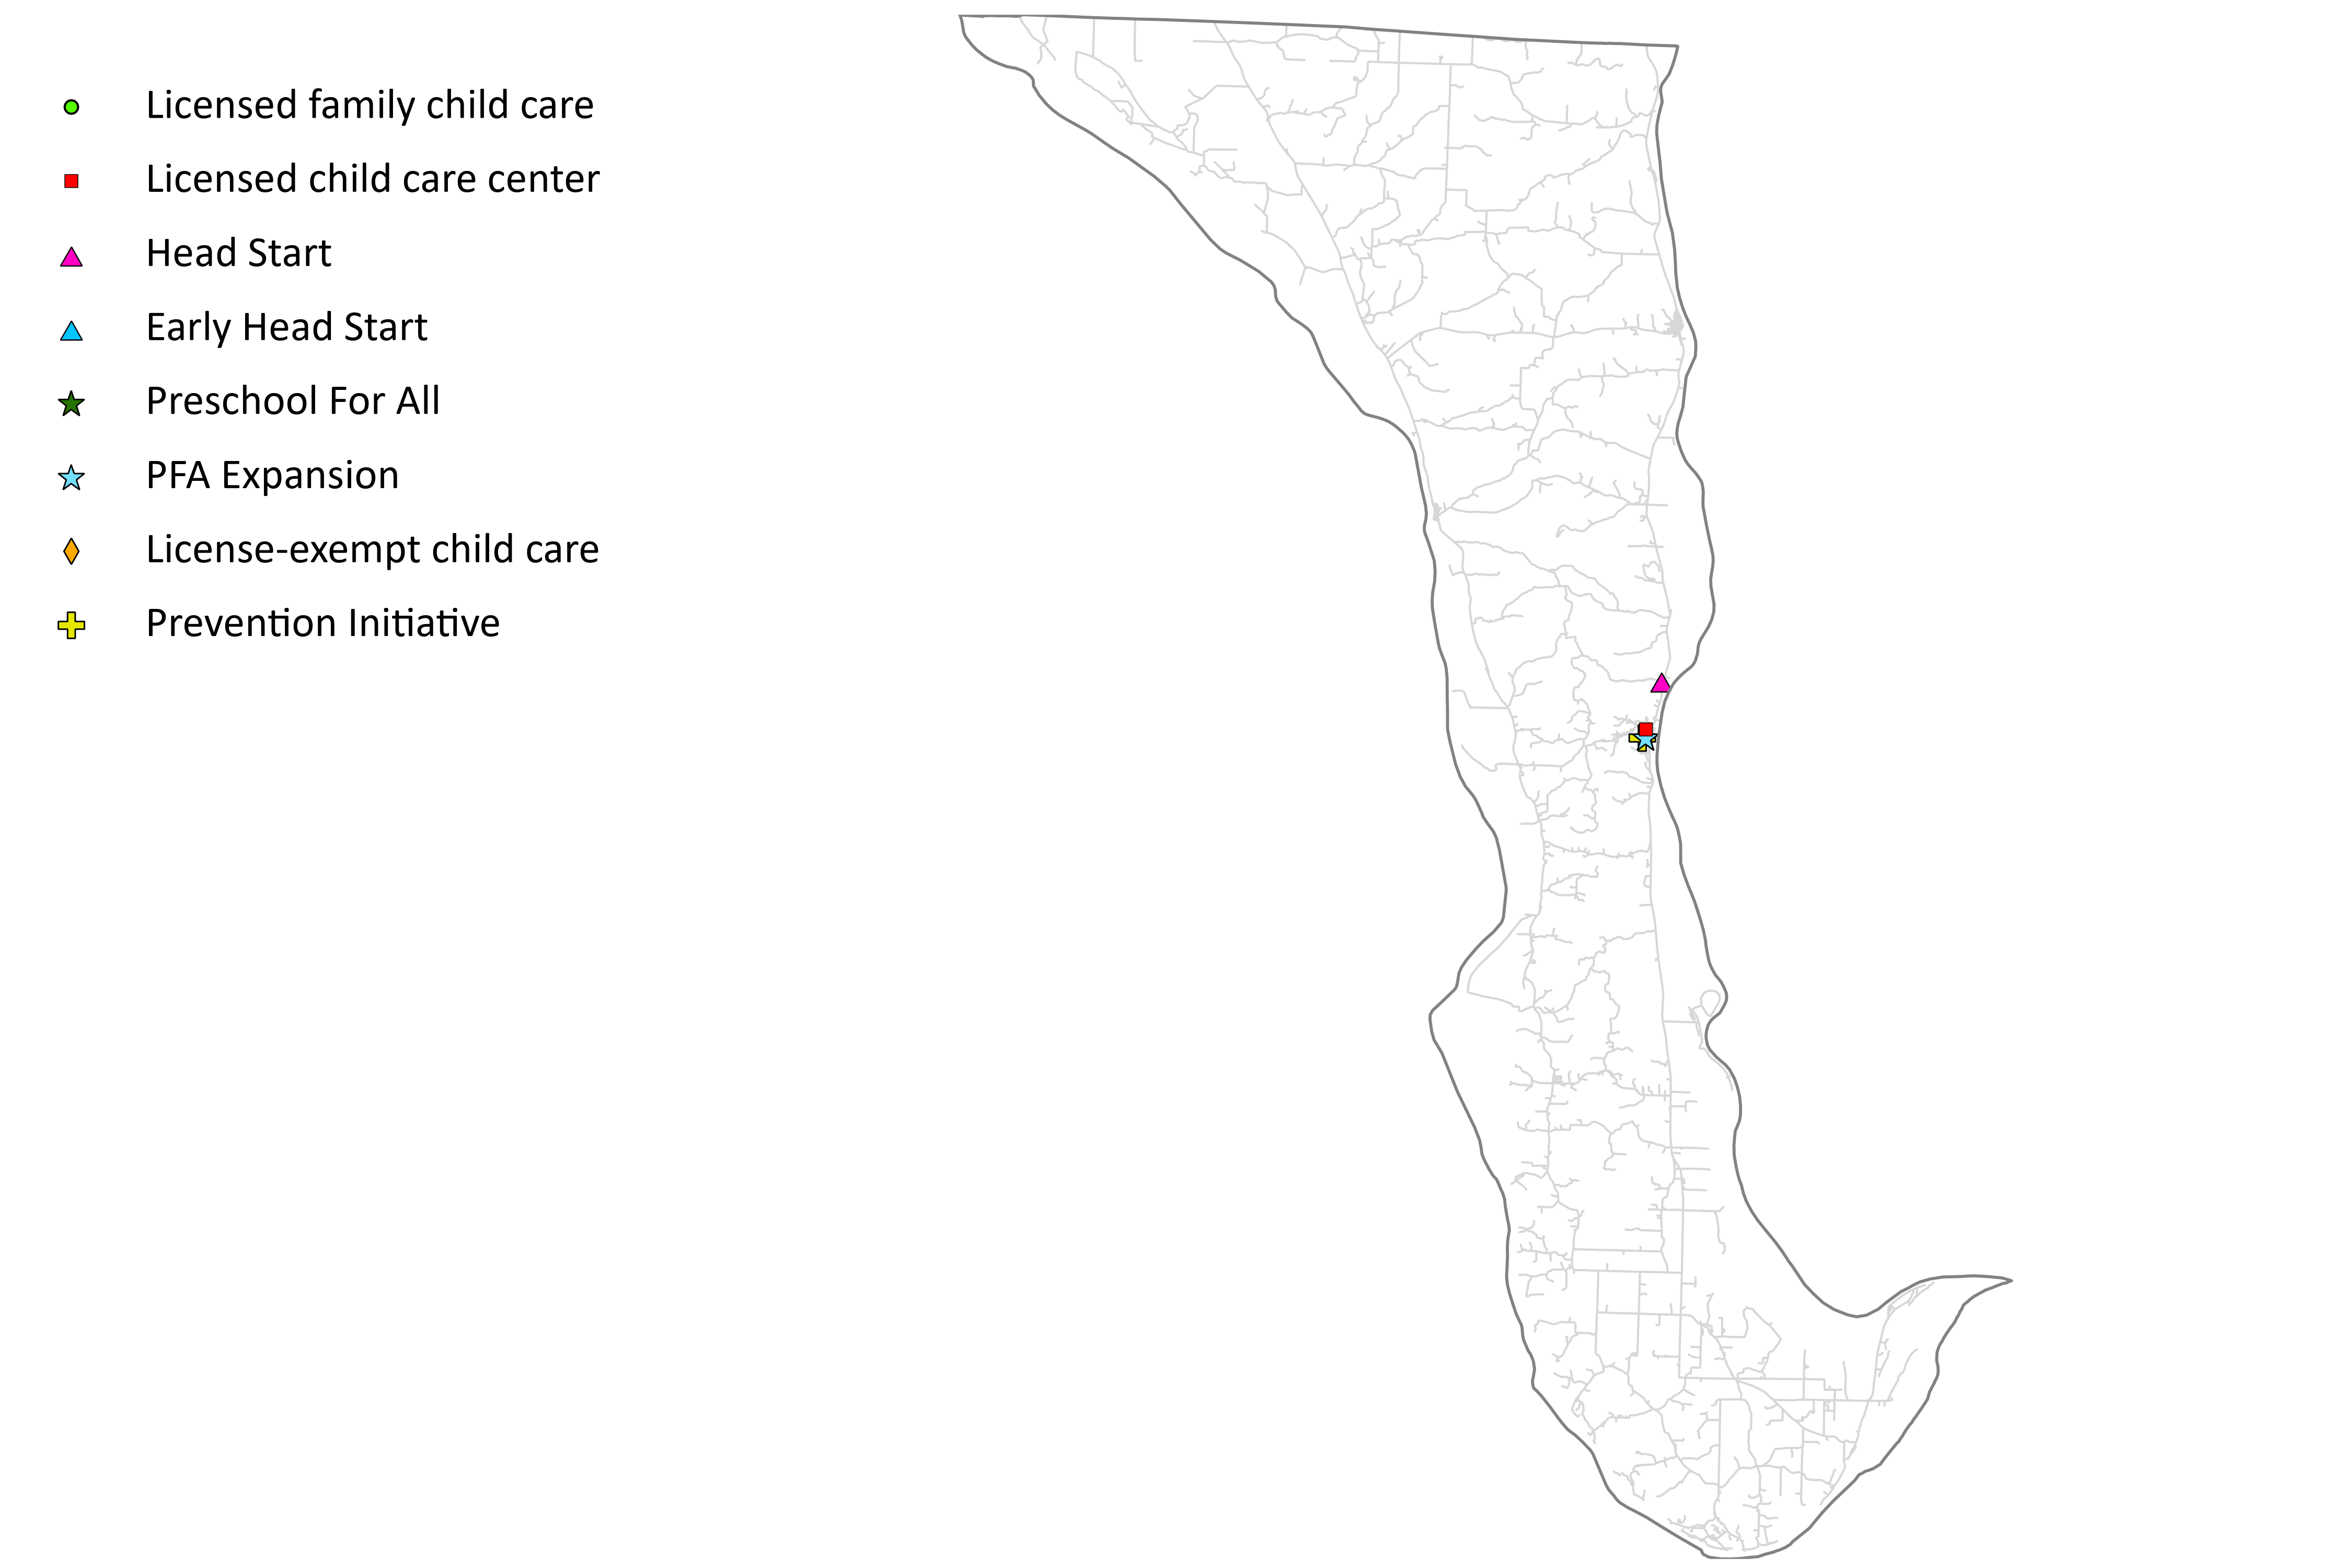 Licensed family child care
Licensed child care center
Head Start
Early Head Start
Preschool For All
PFA Expansion
License-exempt child care
Prevention Initiative